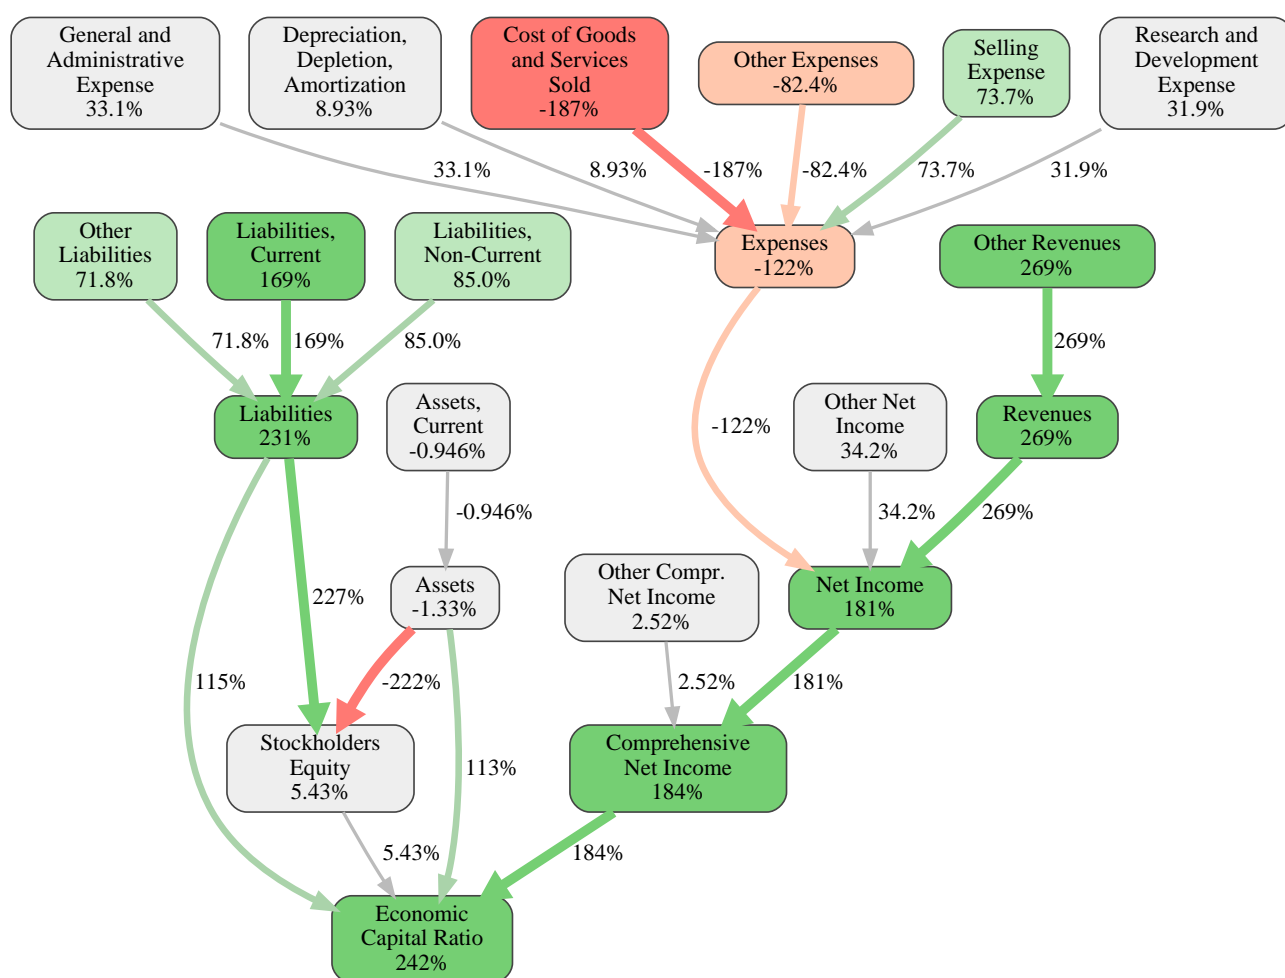 General and
Administrative
Expense
33.1%
Depreciation,
Depletion,
Amortization
8.93%
Cost of Goods
and Services
Sold
-187%
Other Expenses
-82.4%
Selling
Expense
73.7%
Research and
Development
Expense
31.9%
33.1%
8.93%
-187%
-82.4%
73.7%
31.9%
Other
Liabilities
71.8%
Liabilities,
Current
169%
Liabilities,
Non-Current
85.0%
Expenses
-122%
Other Revenues
269%
71.8%
169%
85.0%
269%
Liabilities
231%
Assets,
Current
-0.946%
-122%
Other Net
Income
34.2%
Revenues
269%
-0.946%
34.2%
269%
227%
Assets
-1.33%
Other Compr.
Net Income
2.52%
Net Income
181%
115%
-222%
2.52%
181%
Stockholders
Equity
5.43%
113%
Comprehensive
Net Income
184%
5.43%
184%
Economic
Capital Ratio
242%